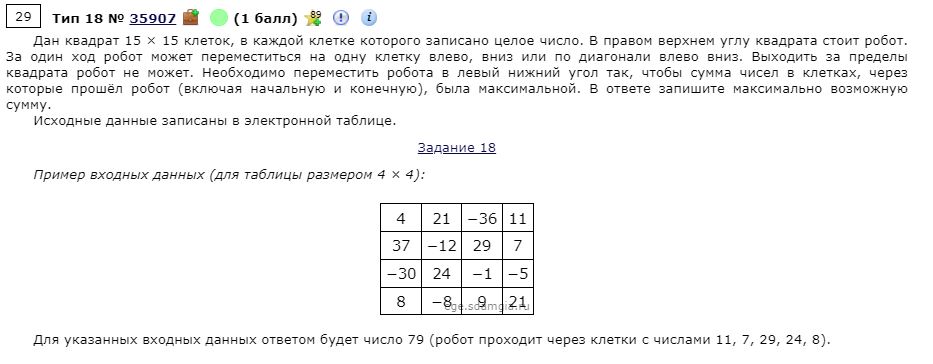 29 Тип 18 № 35907 (1 балл) 89 ! i
Дан квадрат 15 × 15 клеток, в каждой клетке которого записано целое число. В правом верхнем углу квадрата стоит робот.
За один ход робот может переместиться на одну клетку влево, вниз или по диагонали влево вниз. Выходить за пределы
квадрата робот не может. Необходимо переместить робота в левый нижний угол так, чтобы сумма чисел в клетках, через
которые прошёл робот (включая начальную и конечную), была максимальной. В ответе запишите максимально возможную
сумму.
Исходные данные записаны в электронной таблице.
Задание 18
Пример входных данных (для таблицы размером 4 × 4):
4 21 −36 11
37 −12 29 7
−30 24 −1 −5
8 −8 9 21
ege.sdamgia.ru
Для указанных входных данных ответом будет число 79 (робот проходит через клетки с числами 11, 7, 29, 24, 8).